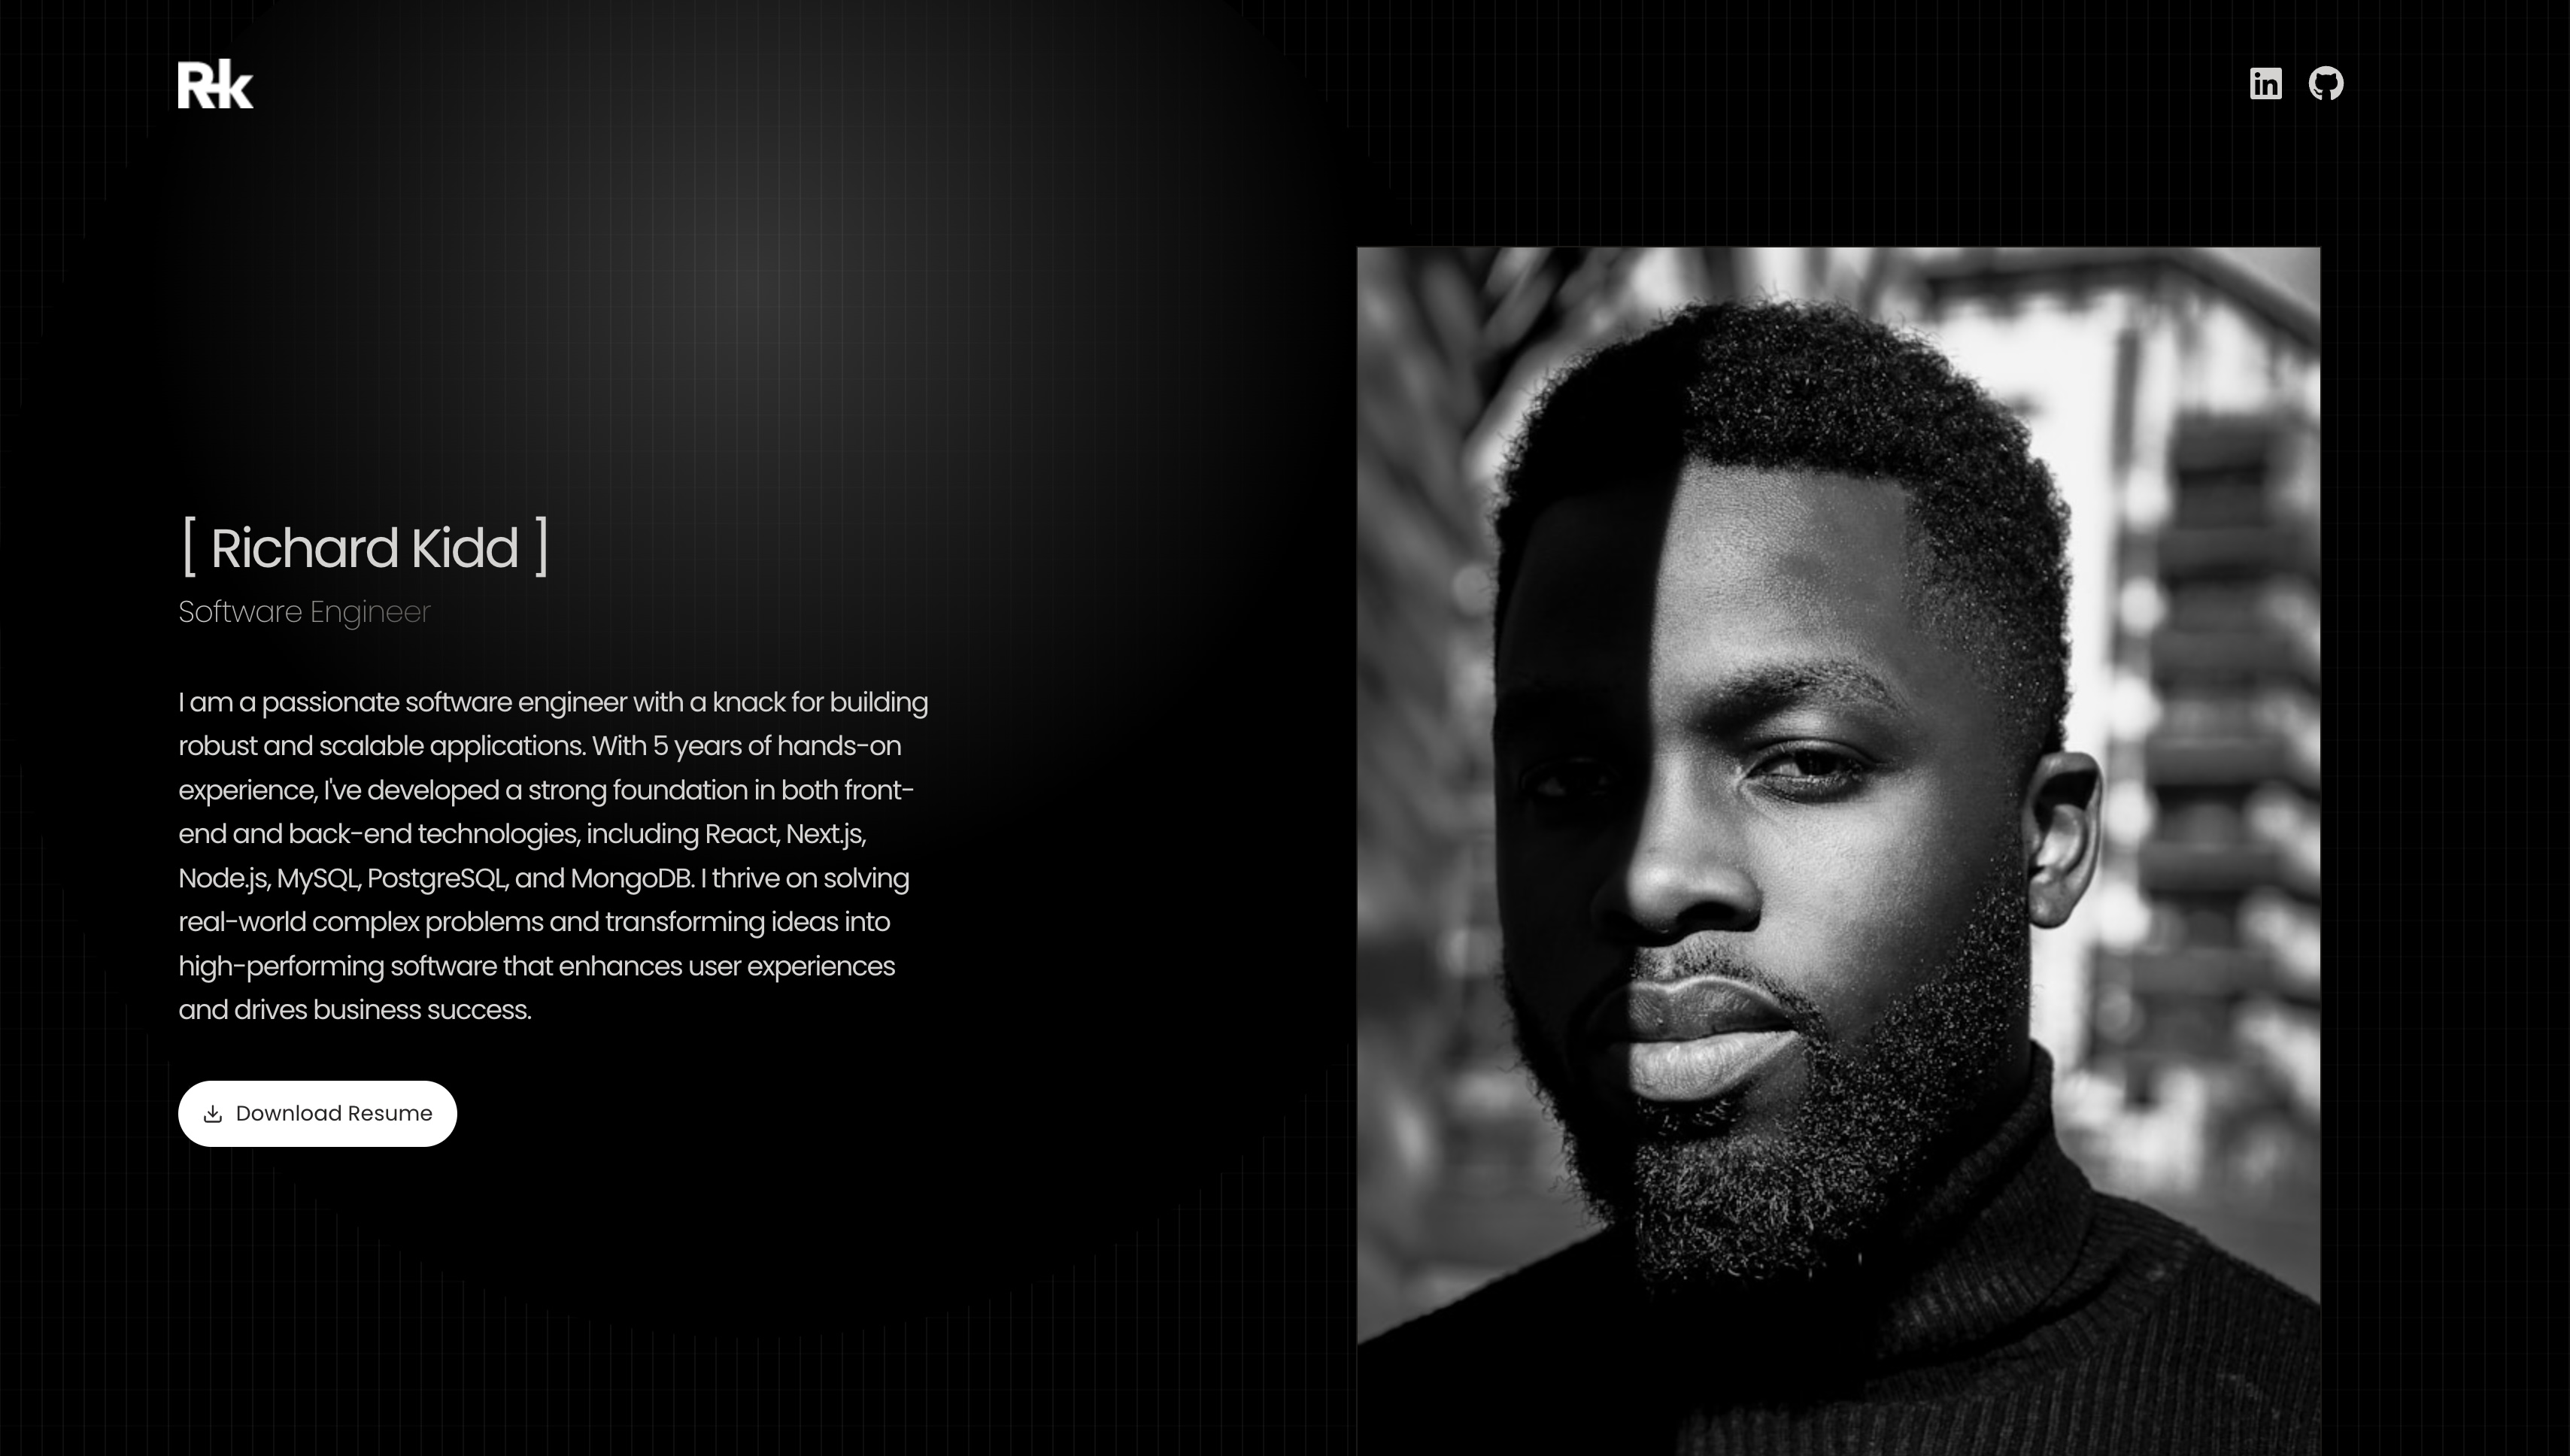 Rk
in
[ Richard Kidd ]
Software Engineer
I am a passionate software engineer with a knack for building
robust and scalable applications. With 5 years of hands-on
experience, I've developed a strong foundation in both front-
end and back-end technologies, including React, Next.js,
Node.js, MySQL, PostgreSQL, and MongoDB. I thrive on solving
real-world complex problems and transforming ideas into
high-performing software that enhances user experiences
and drives business success.
Download Resume